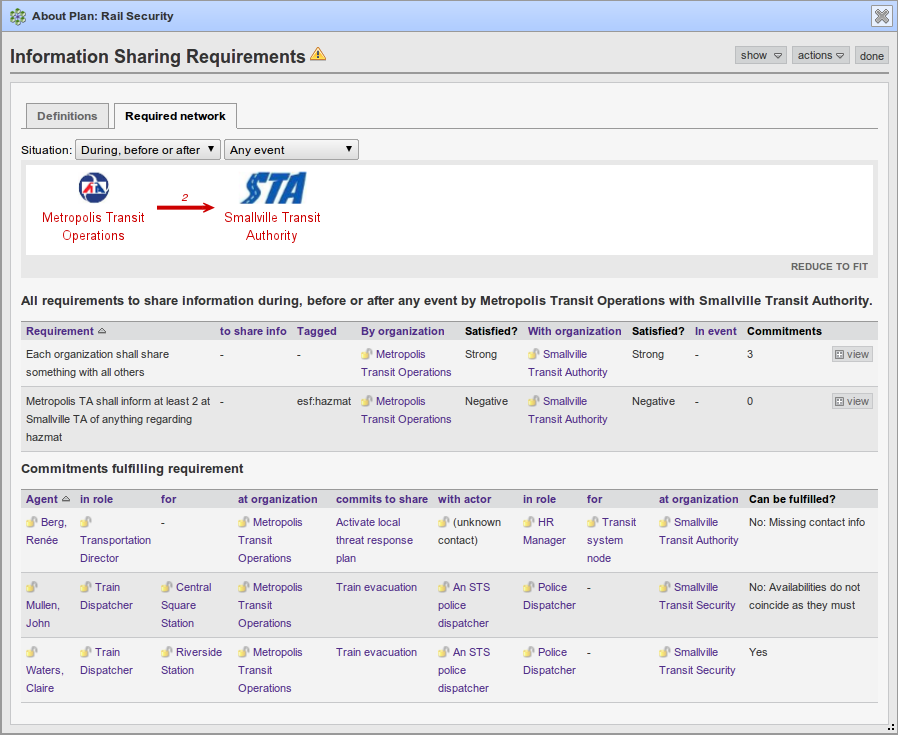 About Plan: Rail Security
Information Sharing Requirements
show
actions
done
Definitions
Required network
Situation:
During, before or after
Any event
2
STA
Metropolis Transit
Operations
Smallville Transit
Authority
REDUCE TO FIT
All requirements to share information during, before or after any event by Metropolis Transit Operations with Smallville Transit Authority.
Requirement to share info Tagged By organization Satisfied? With organization Satisfied? In event Commitments
Each organization shall share - - Metropolis Strong Smallville Strong - 3 view
something with all others Transit Operations Transit Authority
Metropolis TA shall inform at least 2 at - esf:hazmat Metropolis Negative Smallville Negative - 0 view
Smallville TA of anything regarding Transit Operations Transit Authority
hazmat
Commitments fulfilling requirement
Agent in role for at organization commits to share with actor in role for at organization Can be fulfilled?
Berg, - Metropolis Activate local (unknown HR Transit Smallville No: Missing contact info
Renée Transportation Transit threat response contact) Manager system Transit Authority
Director Operations plan node
Train Central Metropolis Train evacuation An STS Police - Smallville No: Availabilities do not
Mullen, Dispatcher Square Transit police Dispatcher Transit Security coincide as they must
John Station Operations dispatcher
Train Riverside Metropolis Train evacuation An STS Police - Smallville Yes
Waters, Dispatcher Station Transit police Dispatcher Transit Security
Claire Operations dispatcher